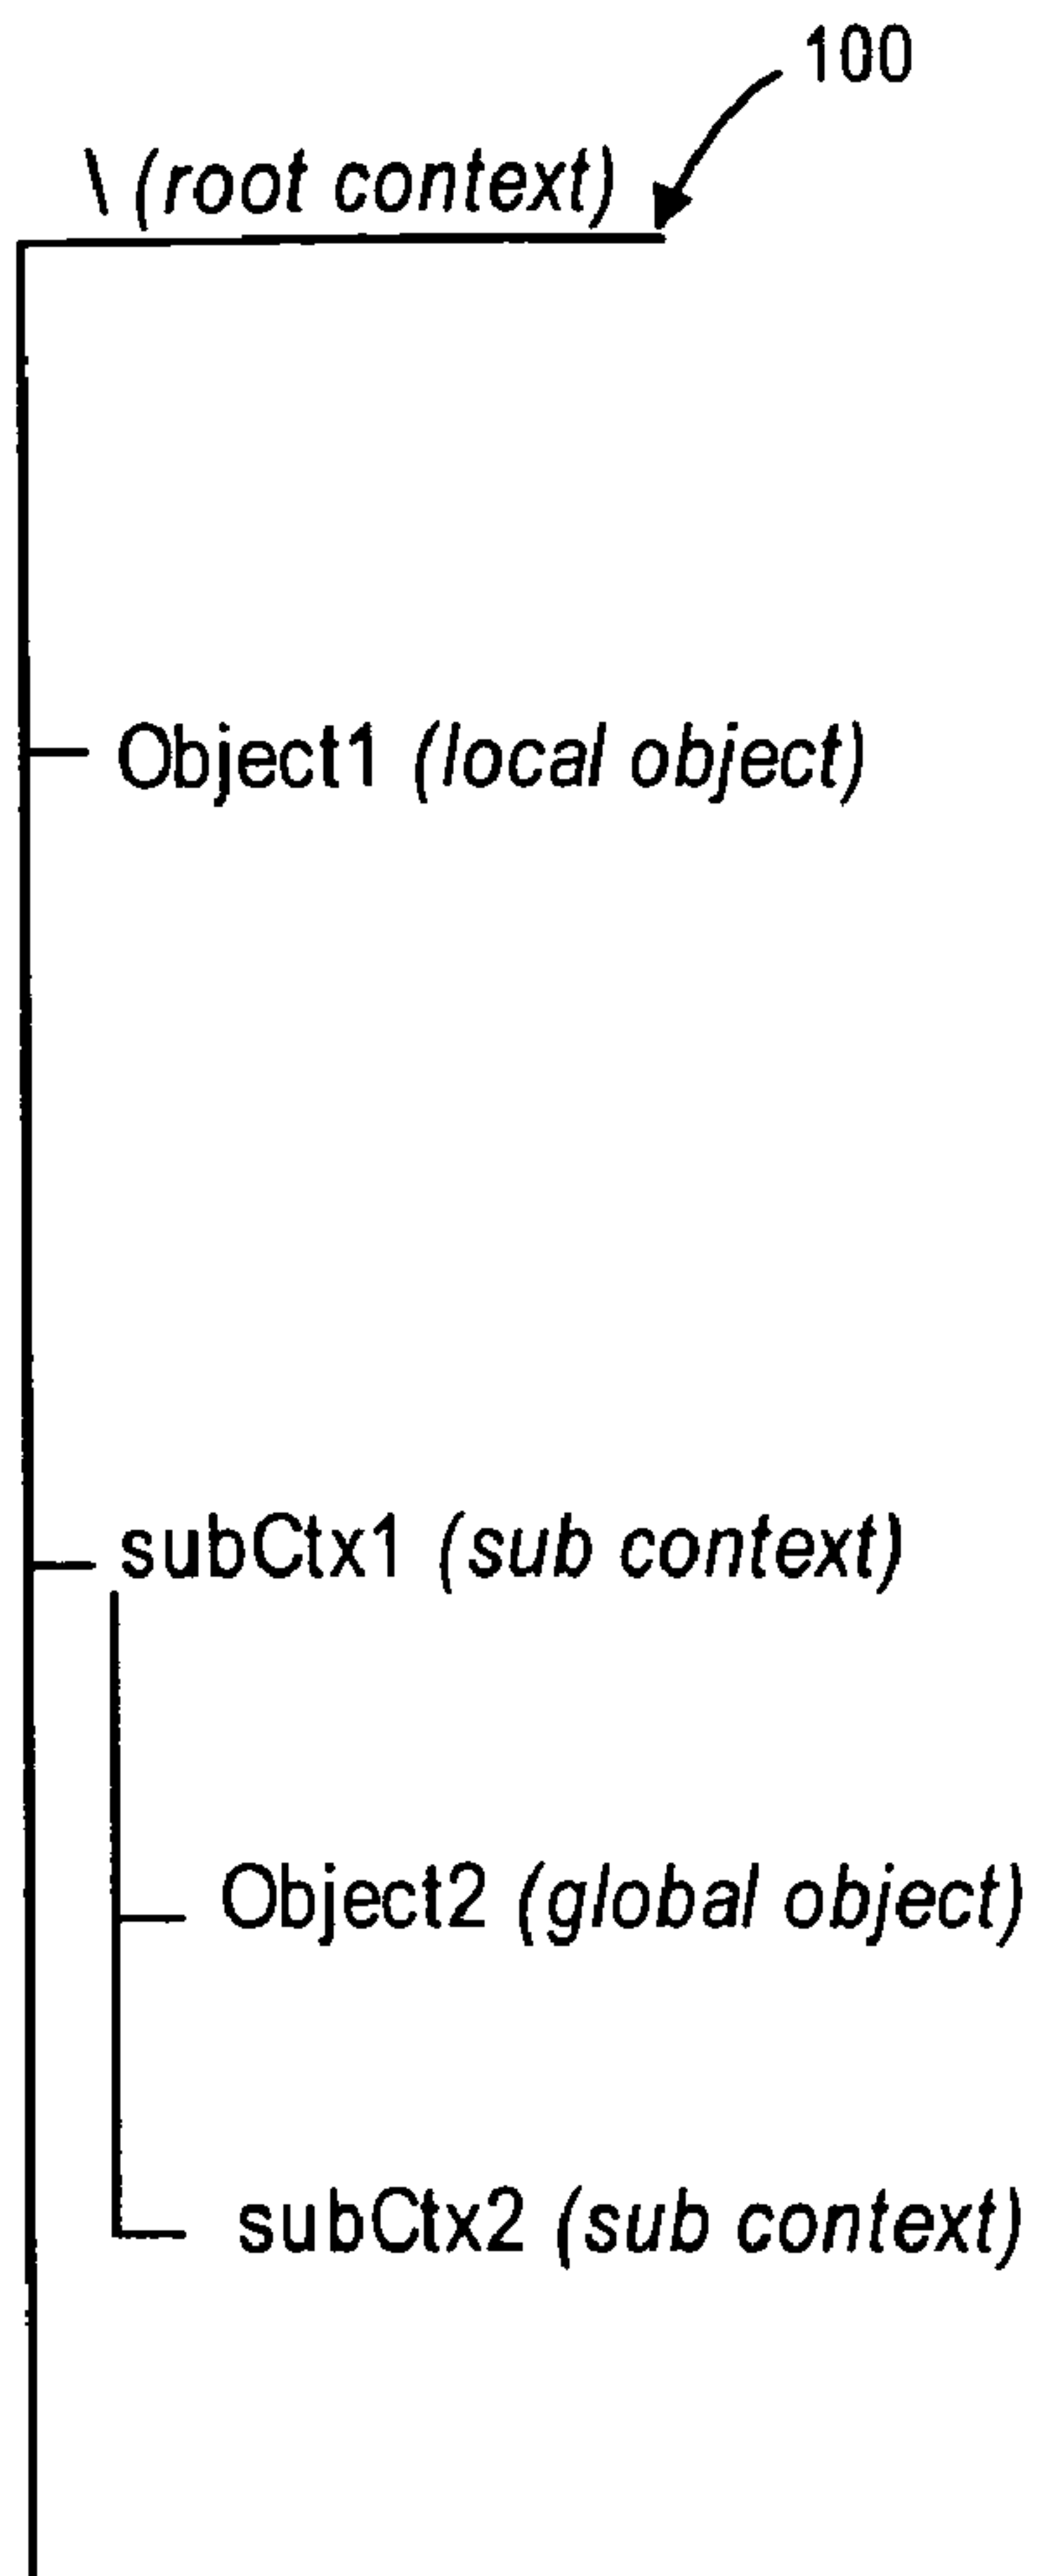 100
\ (root context)
Object1 (local object)
subCtx1 (sub context)
Object2 (global object)
subCtx2 (sub context)